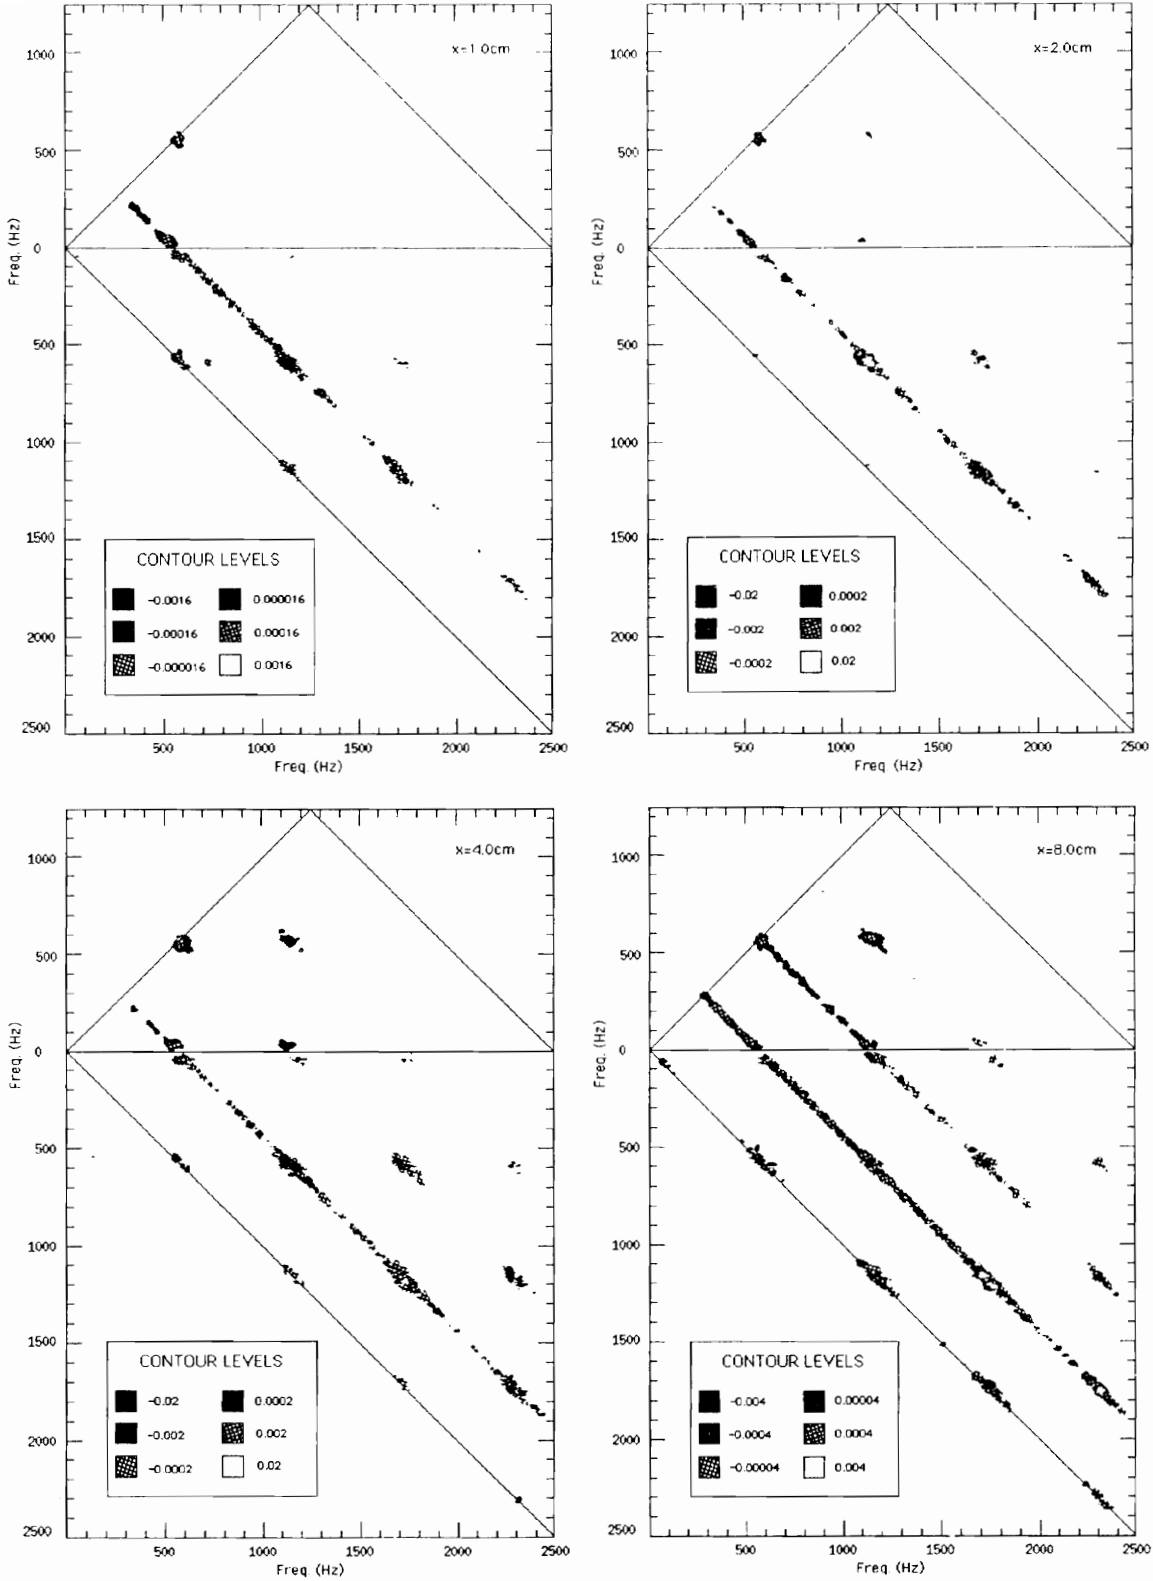 x=1.0cm
1000
500
0
500
1000
1500
2000
2500
Freq. (Hz)
CONTOUR LEVELS
-0.0016 0.000016
-0.00016 0.00016
-0.000016 0.0016
500 1000 1500 2000 2500
Freq. (Hz)
x=2.0cm
1000
500
0
500
1000
1500
2000
2500
Freq. (Hz)
CONTOUR LEVELS
-0.02 0.0002
-0.002 0.002
-0.0002 0.02
500 1000 1500 2000 2500
Freq. (Hz)
x=4.0cm
1000
500
0
500
1000
1500
2000
2500
Freq. (Hz)
CONTOUR LEVELS
-0.02 0.0002
-0.002 0.002
-0.0002 0.02
500 1000 1500 2000 2500
Freq. (Hz)
x=8.0cm
1000
500
0
500
1000
1500
2000
2500
Freq. (Hz)
CONTOUR LEVELS
-0.004 0.00004
-0.0004 0.0004
-0.00004 0.004
500 1000 1500 2000 2500
Freq. (Hz)